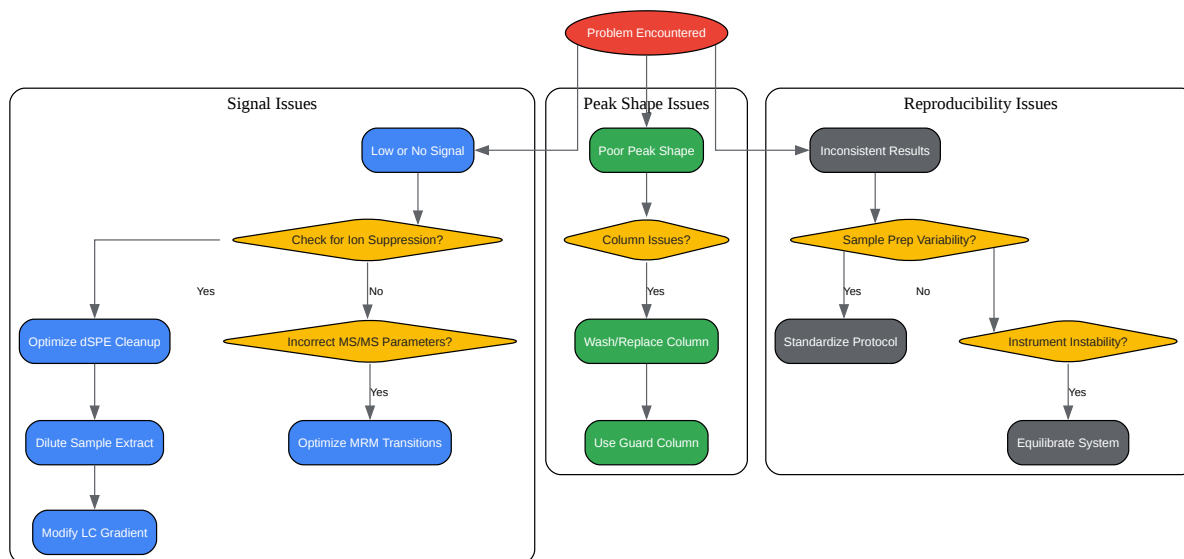 Problem Encountered
Signal Issues
Peak Shape Issues
Reproducibility Issues
Low or No Signal
Poor Peak Shape
Inconsistent Results
Check for Ion Suppression?
Column Issues?
Sample Prep Variability?
Yes
No
Yes
Yes
No
Optimize dSPE Cleanup
Incorrect MS/MS Parameters?
Wash/Replace Column
Standardize Protocol
Instrument Instability?
Yes
Yes
Dilute Sample Extract
Optimize MRM Transitions
Use Guard Column
Equilibrate System
Modify LC Gradient